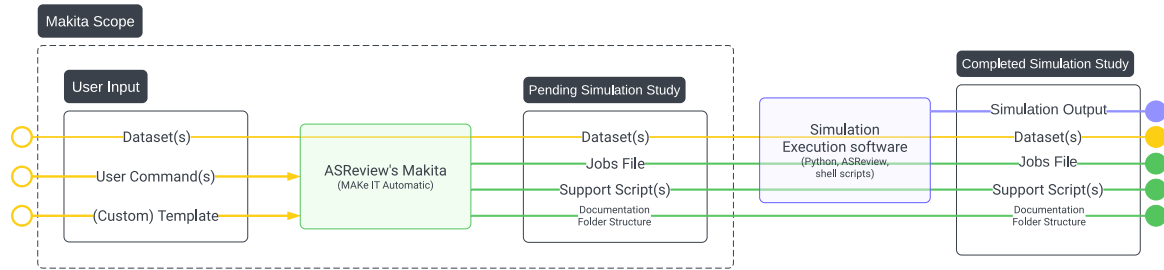 Makita Scope
User Input
Dataset(s)
User Command(s)
(Custom) Template
ASReview's Makita
(MAKe IT Automatic)
Pending Simulation Study
Dataset(s)
Jobs File
Support Script(s)
Documentation
Folder Structure
Simulation
Execution software
(Python, ASReview,
shell scripts)
Completed Simulation Study
Simulation Output
Dataset(s)
Jobs File
Support Script(s)
Documentation
Folder Structure